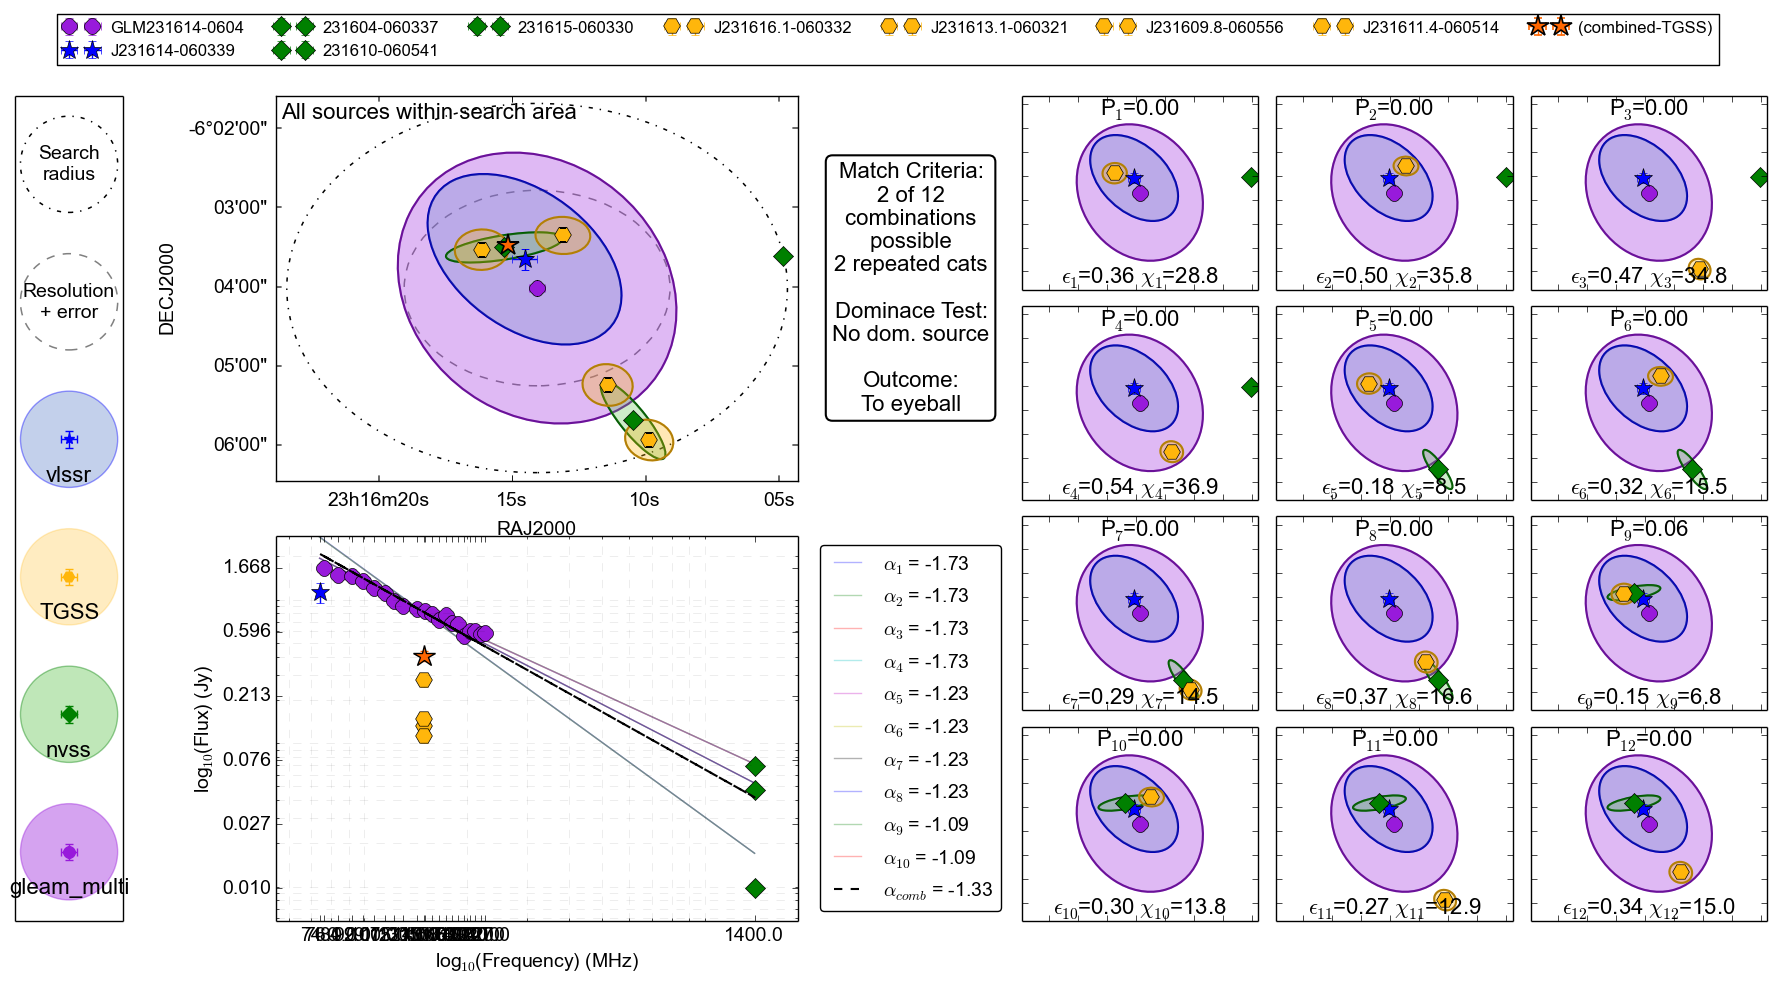 GLM231614-0604
231604-060337
231615-060330
J231616.1-060332
J231613.1-060321
J231609.8-060556
J231611.4-060514
(combined-TGSS)
J231614-060339
231610-060541
Search
radius
Resolution
+ error
vlssr
TGSS
nvss
gleam_multi
All sources within search area
DECJ2000
-6°02'00"
03'00"
04'00"
05'00"
06'00"
23h16m20s
15s
10s
05s
RAJ2000
Match Criteria:
2 of 12
combinations
possible
2 repeated cats
Dominace Test:
No dom. source
Outcome:
To eyeball
log10(Flux) (Jy)
1.668
0.596
0.213
0.076
0.027
0.010
1400.0
log10(Frequency) (MHz)
α1 = -1.73
α2 = -1.73
α3 = -1.73
α4 = -1.73
α5 = -1.23
α6 = -1.23
α7 = -1.23
α8 = -1.23
α9 = -1.09
α10 = -1.09
αcomb = -1.33
P1=0.00
ϵ1=0.36 χ1=28.8
P2=0.00
ϵ2=0.50 χ2=35.8
P3=0.00
ϵ3=0.47 χ3=34.8
P4=0.00
ϵ4=0.54 χ4=36.9
P5=0.00
ϵ5=0.18 χ5=8.5
P6=0.00
ϵ6=0.32 χ6=15.5
P7=0.00
ϵ7=0.29 χ7=14.5
P8=0.00
ϵ8=0.37 χ8=16.6
P9=0.06
ϵ9=0.15 χ9=6.8
P10=0.00
ϵ10=0.30 χ10=13.8
P11=0.00
ϵ11=0.27 χ11=12.9
P12=0.00
ϵ12=0.34 χ12=15.0